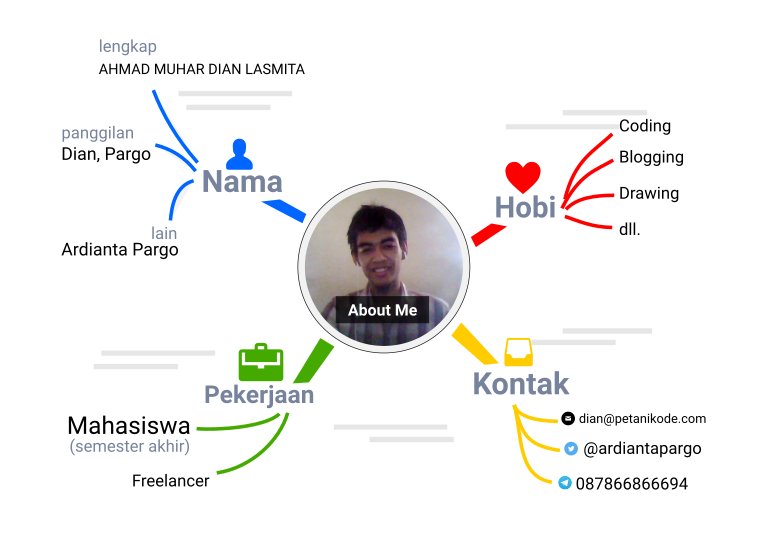 lengkap
AHMAD MUHAR DIAN LASMITA
panggilan
Dian, Pargo
Nama
lain
Ardianta Pargo
Hobi
Coding
Blogging
Drawing
dll.
About Me
Pekerjaan
Mahasiswa
(semester akhir)
Freelancer
Kontak
dian@petanikode.com
@ardiantapargo
087866866694